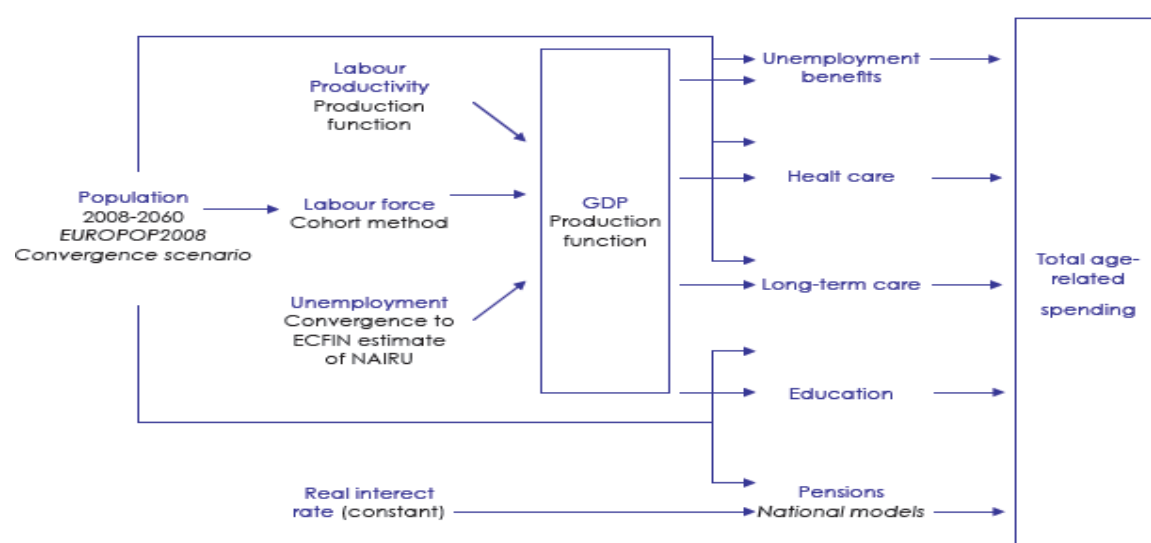 Labour
Productivity
Production
function
Population
2008-2060
EUROPOP2008
Convergence scenario
Labour force
Cohort method
Unemployment
Convergence to
ECFIN estimate
of NAIRU
Real interect
rate (constant)
GDP
Production
function
Unemployment
benefits
Healt care
Long-term care
Education
Pensions
National models
Total age-
related
spending